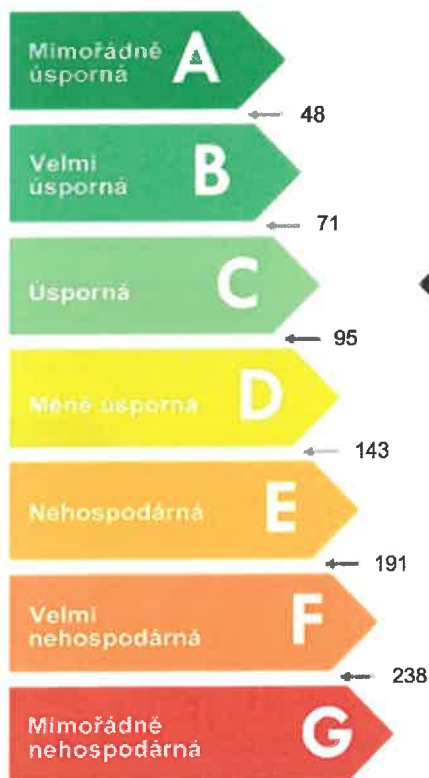 Mimořádně
úsporná
A
48
Velmi
úsporná
B
71
Úsporná
C
95
Méně úsporná
D
143
Nehospodárná
E
191
Velmi
nehospodárná
F
238
Mimořádně
nehospodárná
G